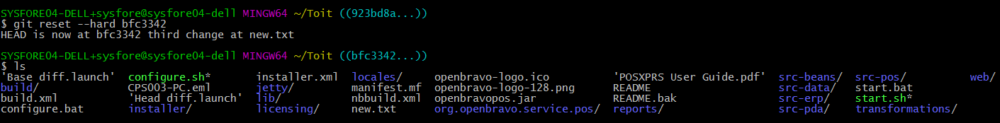 SYSFORE04-DELL+sysfore@sysfore04-dell MINGW64 ~/Toit ((923bd8a...))
$ git reset --hard bfc3342
HEAD is now at bfc3342 third change at new.txt
SYSFORE04-DELL+sysfore@sysfore04-dell MINGW64 ~/Toit ((bfc3342...))
$ ls
'Base diff.launch' configure.sh* installer.xml locales/ openbravo-logo.ico 'POSXPRS User Guide.pdf' src-beans/ src-pos/ web/
build/ CPS003-PC.eml jetty/ manifest.mf openbravo-logo-128.png README src-data/ start.bat
build.xml 'Head diff.launch' lib/ nbbuild.xml openbravopos.jar README.bak src-erp/ start.sh*
configure.bat installer/ licensing/ new.txt org.openbravo.service.pos/ reports/ src-pda/ transformations/